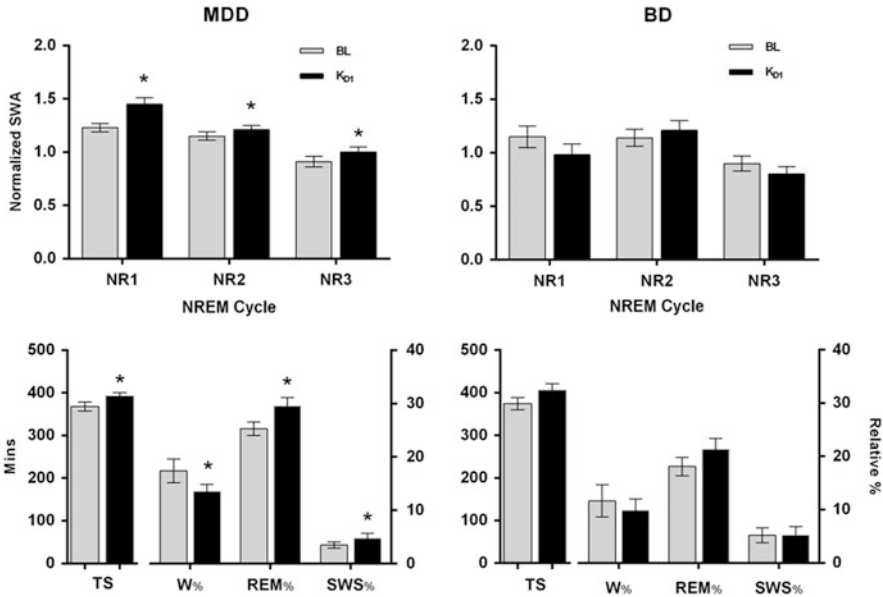 MDD
BD
2.0
1.5
1.0
0.5
0.0
Normalized SWA
BL
K_D1
*
*
*
NR1 NR2 NR3
NREM Cycle
2.0
1.5
1.0
0.5
0.0
BL
K_D1
NR1 NR2 NR3
NREM Cycle
500
400
300
200
100
0
Mins
40
30
20
10
0
*
*
*
*
TS W% REM% SWS%
500
400
300
200
100
0
40
30
20
10
0
Relative %
TS W% REM% SWS%